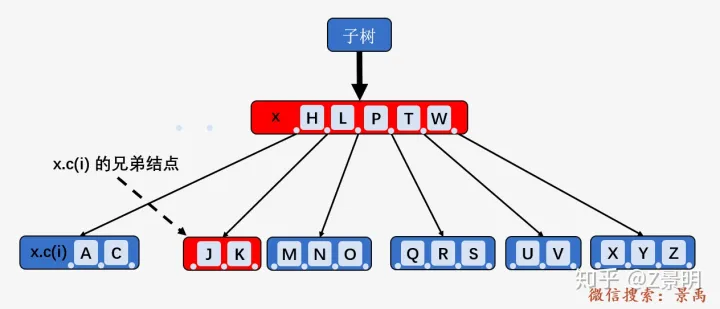 子树
x H L P T W
x.c(i) 的兄弟结点
x.c(i) A C
J K
M N O
Q R S
U V
X Y Z
知乎 @Z景明
微信搜索：景禹